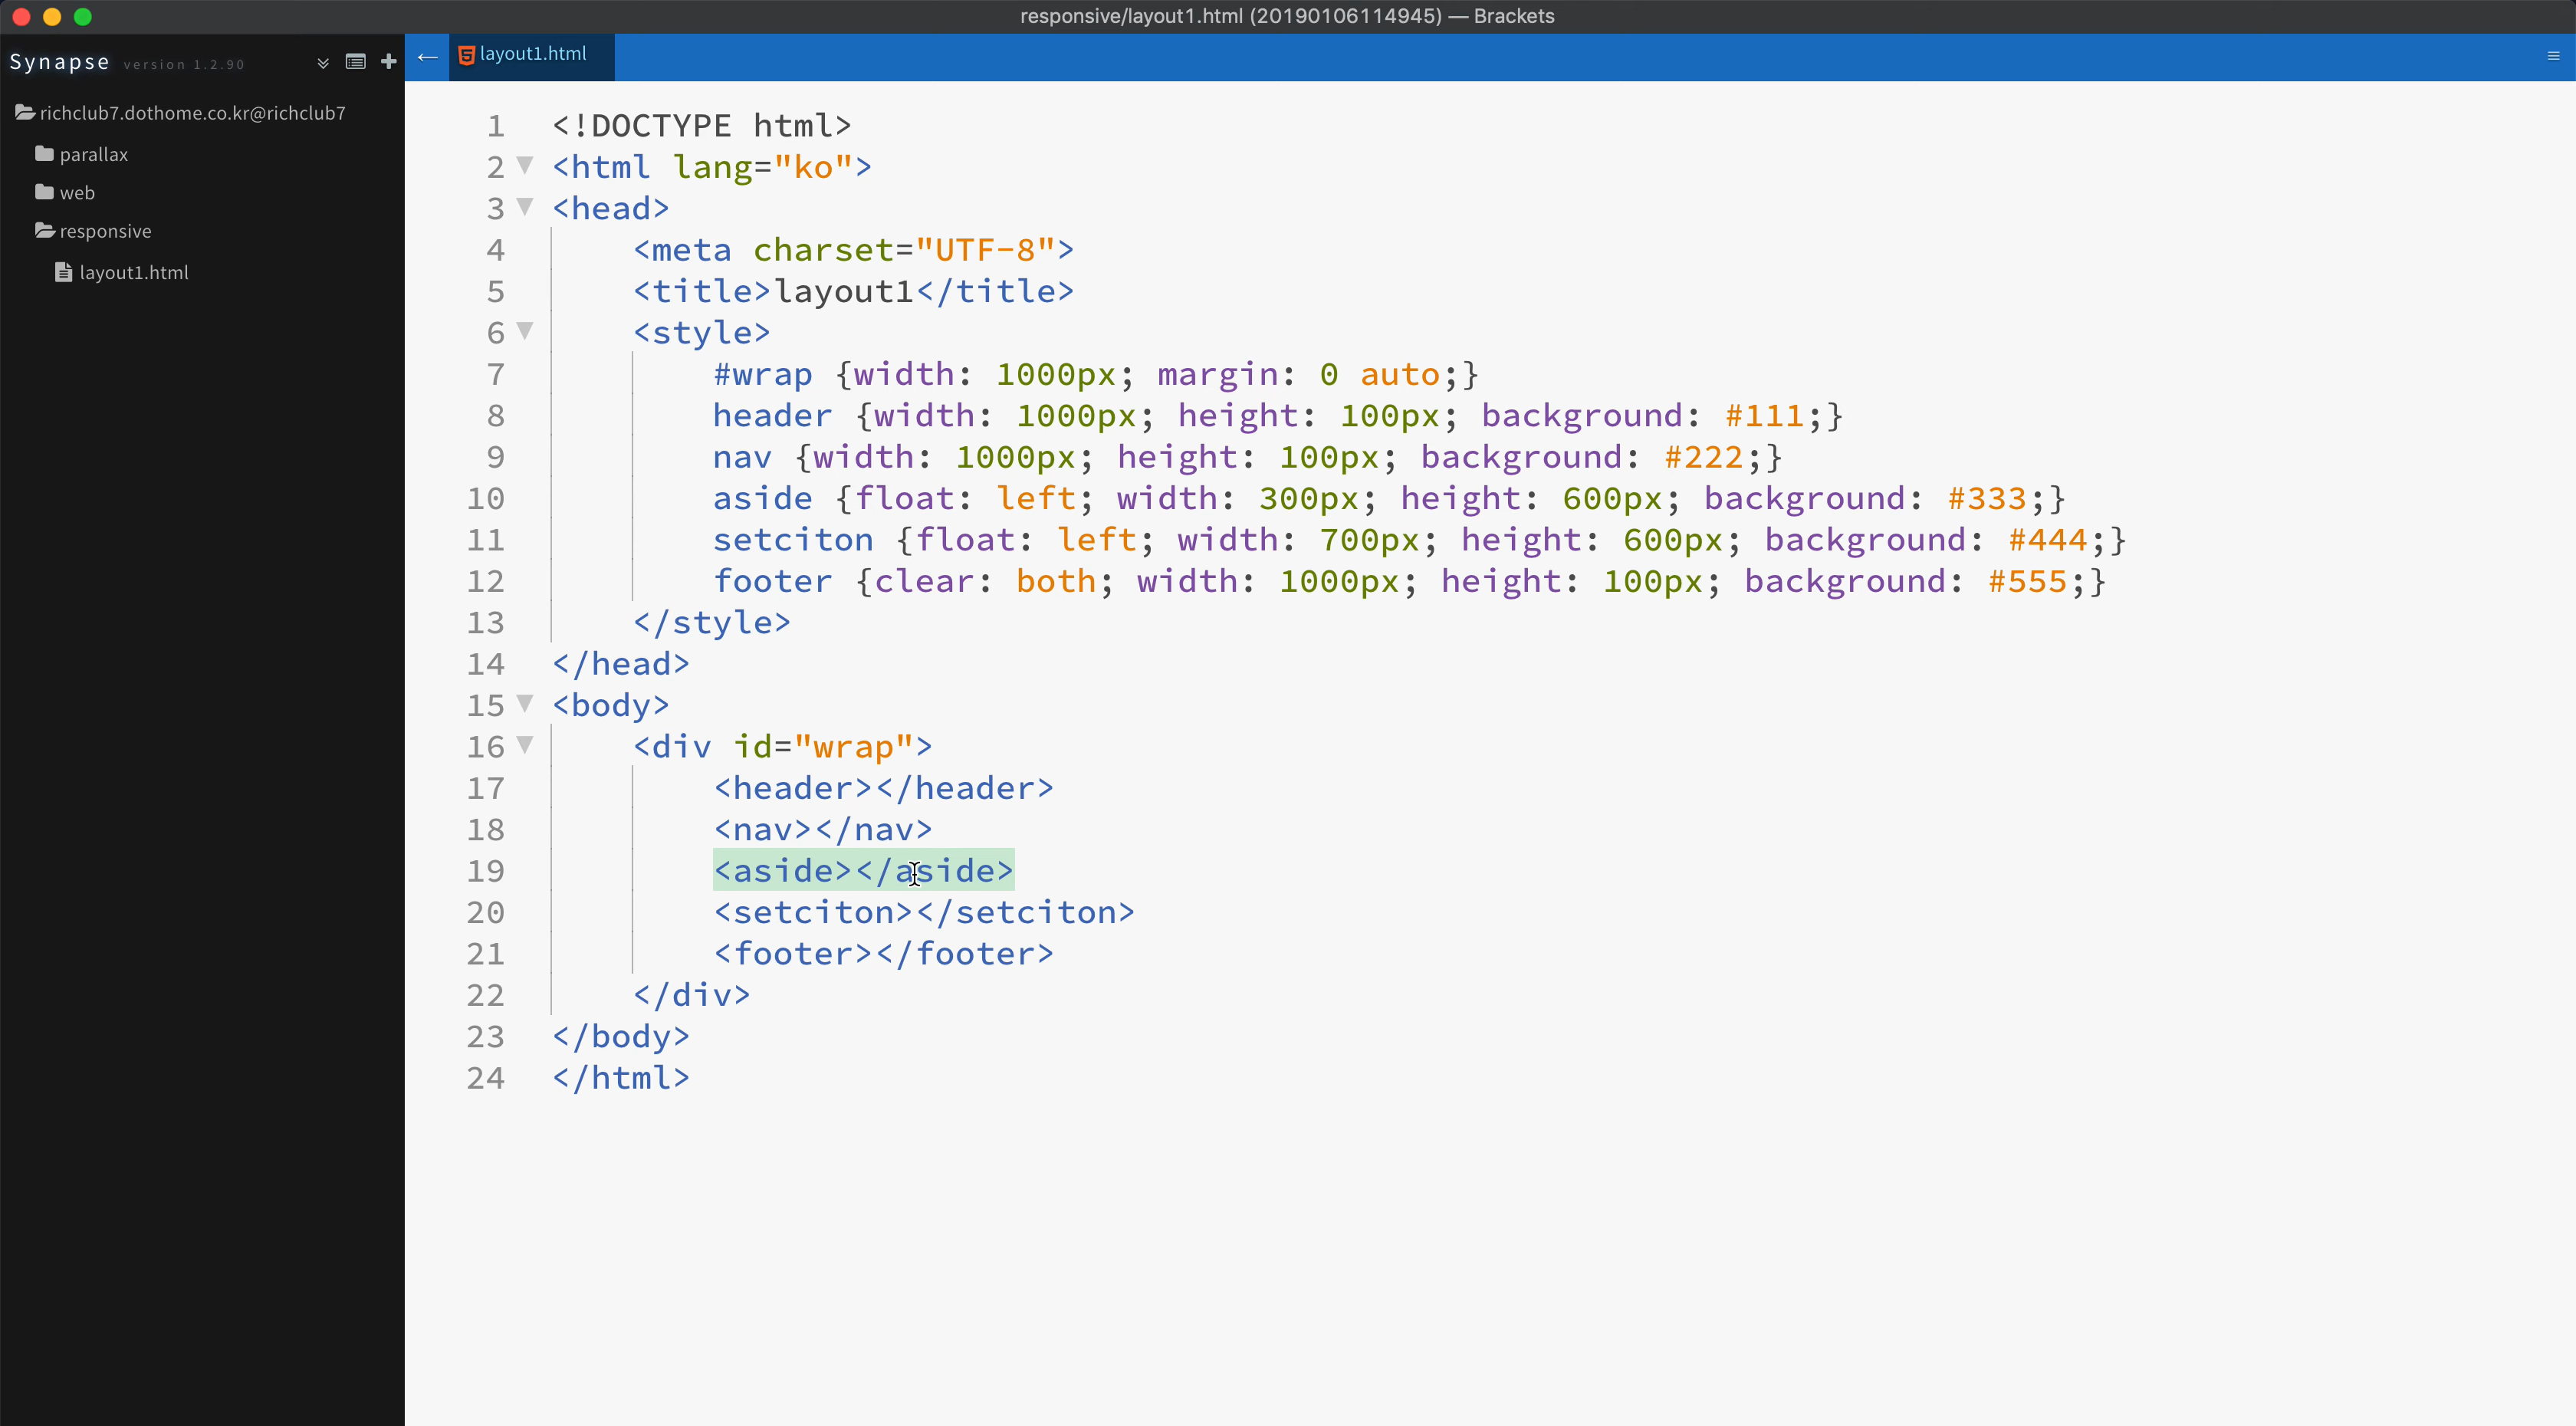 responsive/layout1.html (20190106114945) — Brackets
Synapse version 1.2.90
layout1.html
richclub7.dothome.co.kr@richclub7
parallax
web
responsive
layout1.html
1 <!DOCTYPE html>
2 <html lang="ko">
3 <head>
4 <meta charset="UTF-8">
5 <title>layout1</title>
6 <style>
7 #wrap {width: 1000px; margin: 0 auto;}
8 header {width: 1000px; height: 100px; background: #111;}
9 nav {width: 1000px; height: 100px; background: #222;}
10 aside {float: left; width: 300px; height: 600px; background: #333;}
11 setciton {float: left; width: 700px; height: 600px; background: #444;}
12 footer {clear: both; width: 1000px; height: 100px; background: #555;}
13 </style>
14 </head>
15 <body>
16 <div id="wrap">
17 <header></header>
18 <nav></nav>
19 <aside></aside>
20 <setciton></setciton>
21 <footer></footer>
22 </div>
23 </body>
24 </html>